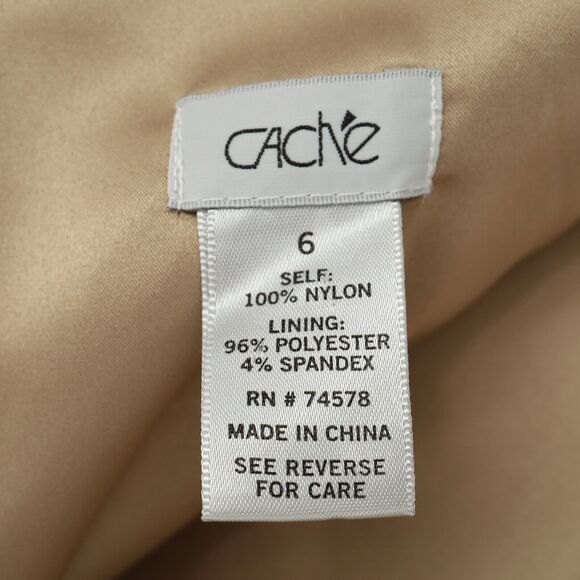 CAChé
6
SELF:
100% NYLON
LINING:
96% POLYESTER
4% SPANDEX
RN # 74578
MADE IN CHINA
SEE REVERSE
FOR CARE